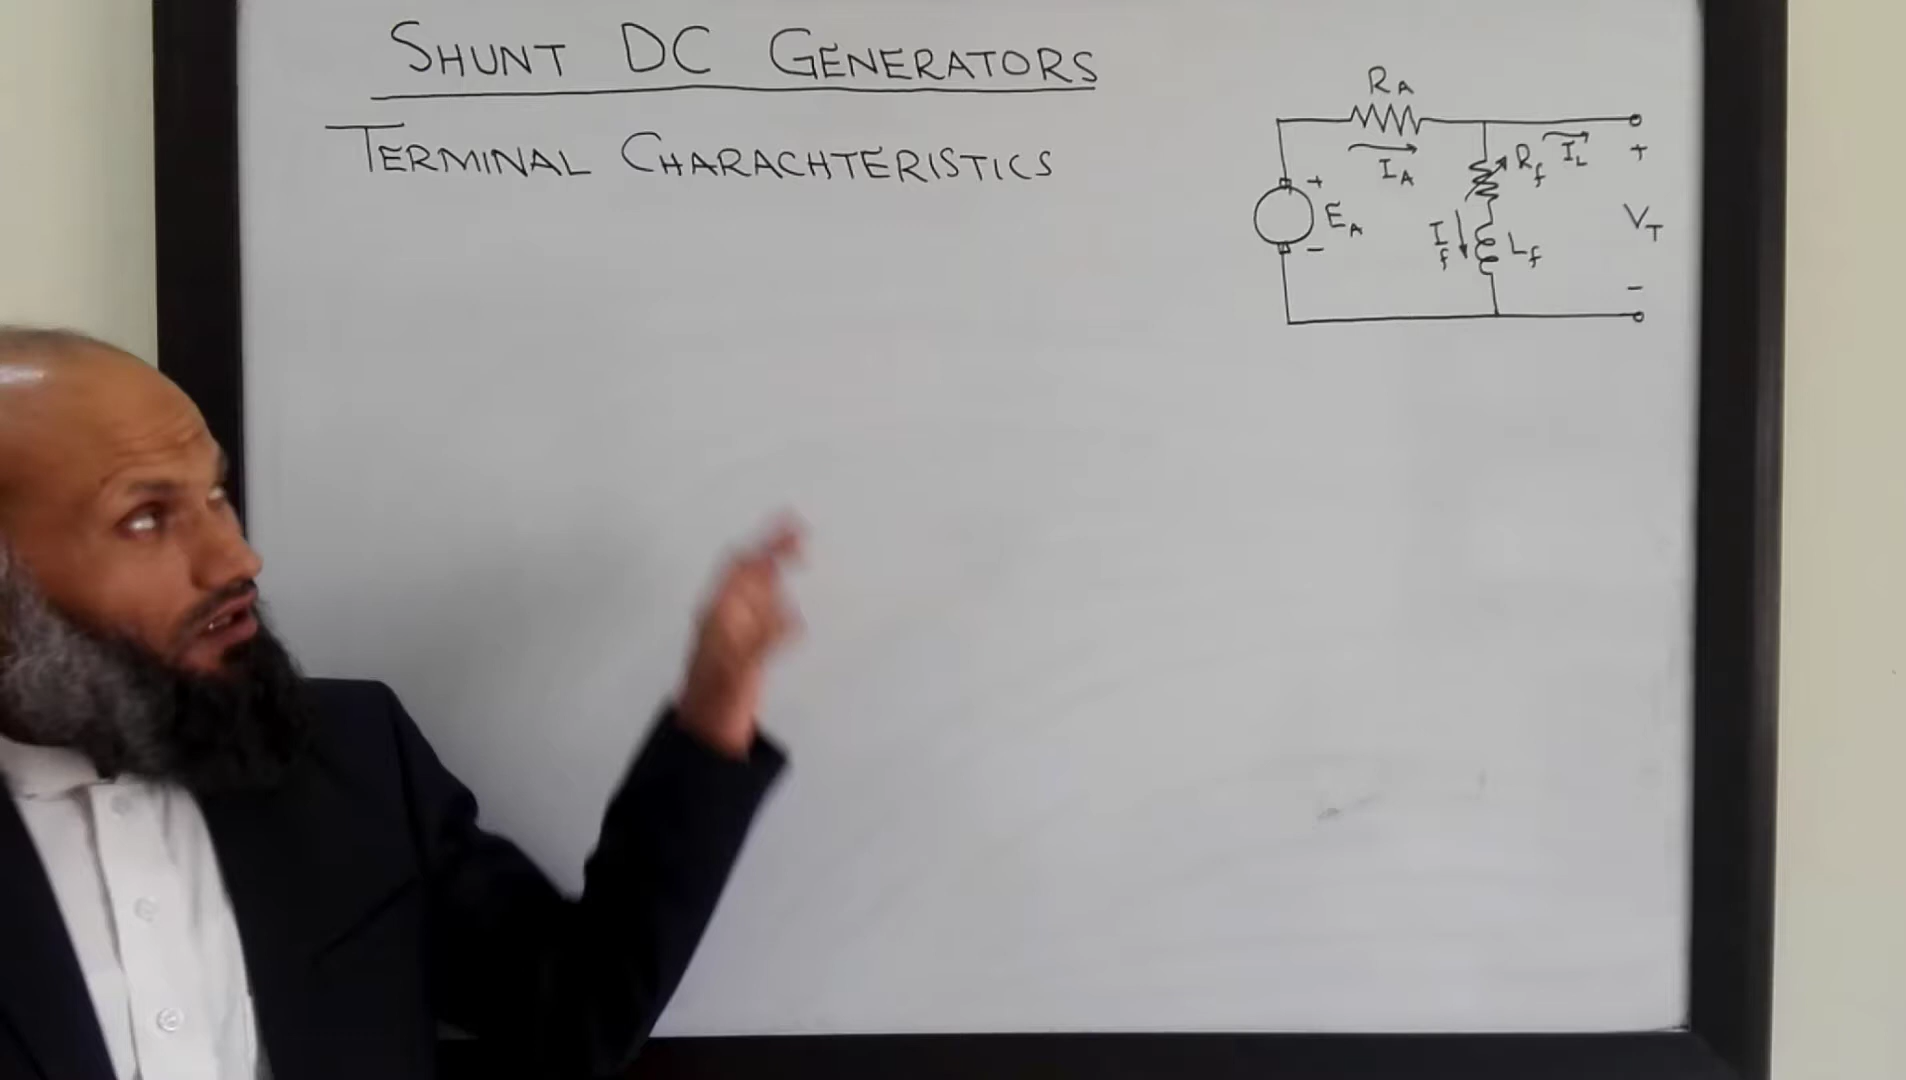 SHUNT DC GENERATORS
TERMINAL CHARACHTERISTICS
RA
IA
+
EA
-
Rf
IL
If
Lf
+
VT
-